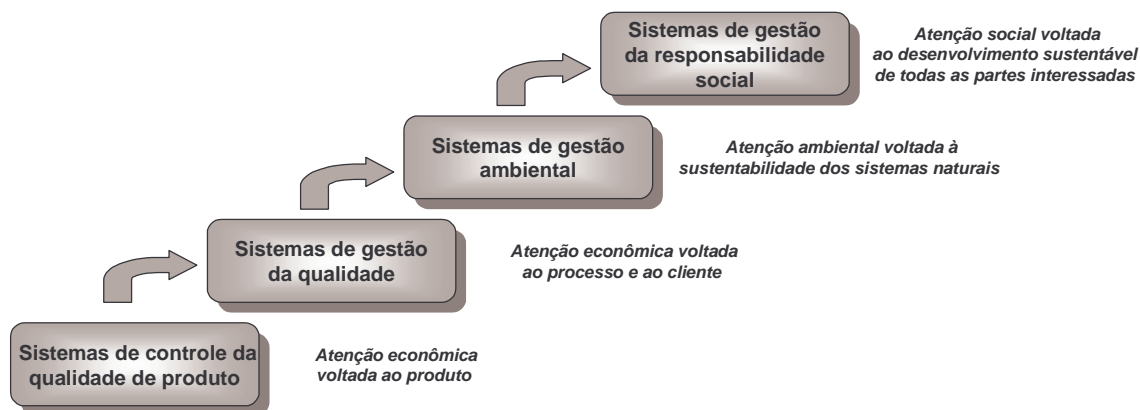 Sistemas de gestão
da responsabilidade
social
Atenção social voltada
ao desenvolvimento sustentável
de todas as partes interessadas
Sistemas de gestão
ambiental
Atenção ambiental voltada à
sustentabilidade dos sistemas naturais
Sistemas de gestão
da qualidade
Atenção econômica voltada
ao processo e ao cliente
Sistemas de controle da
qualidade de produto
Atenção econômica
voltada ao produto